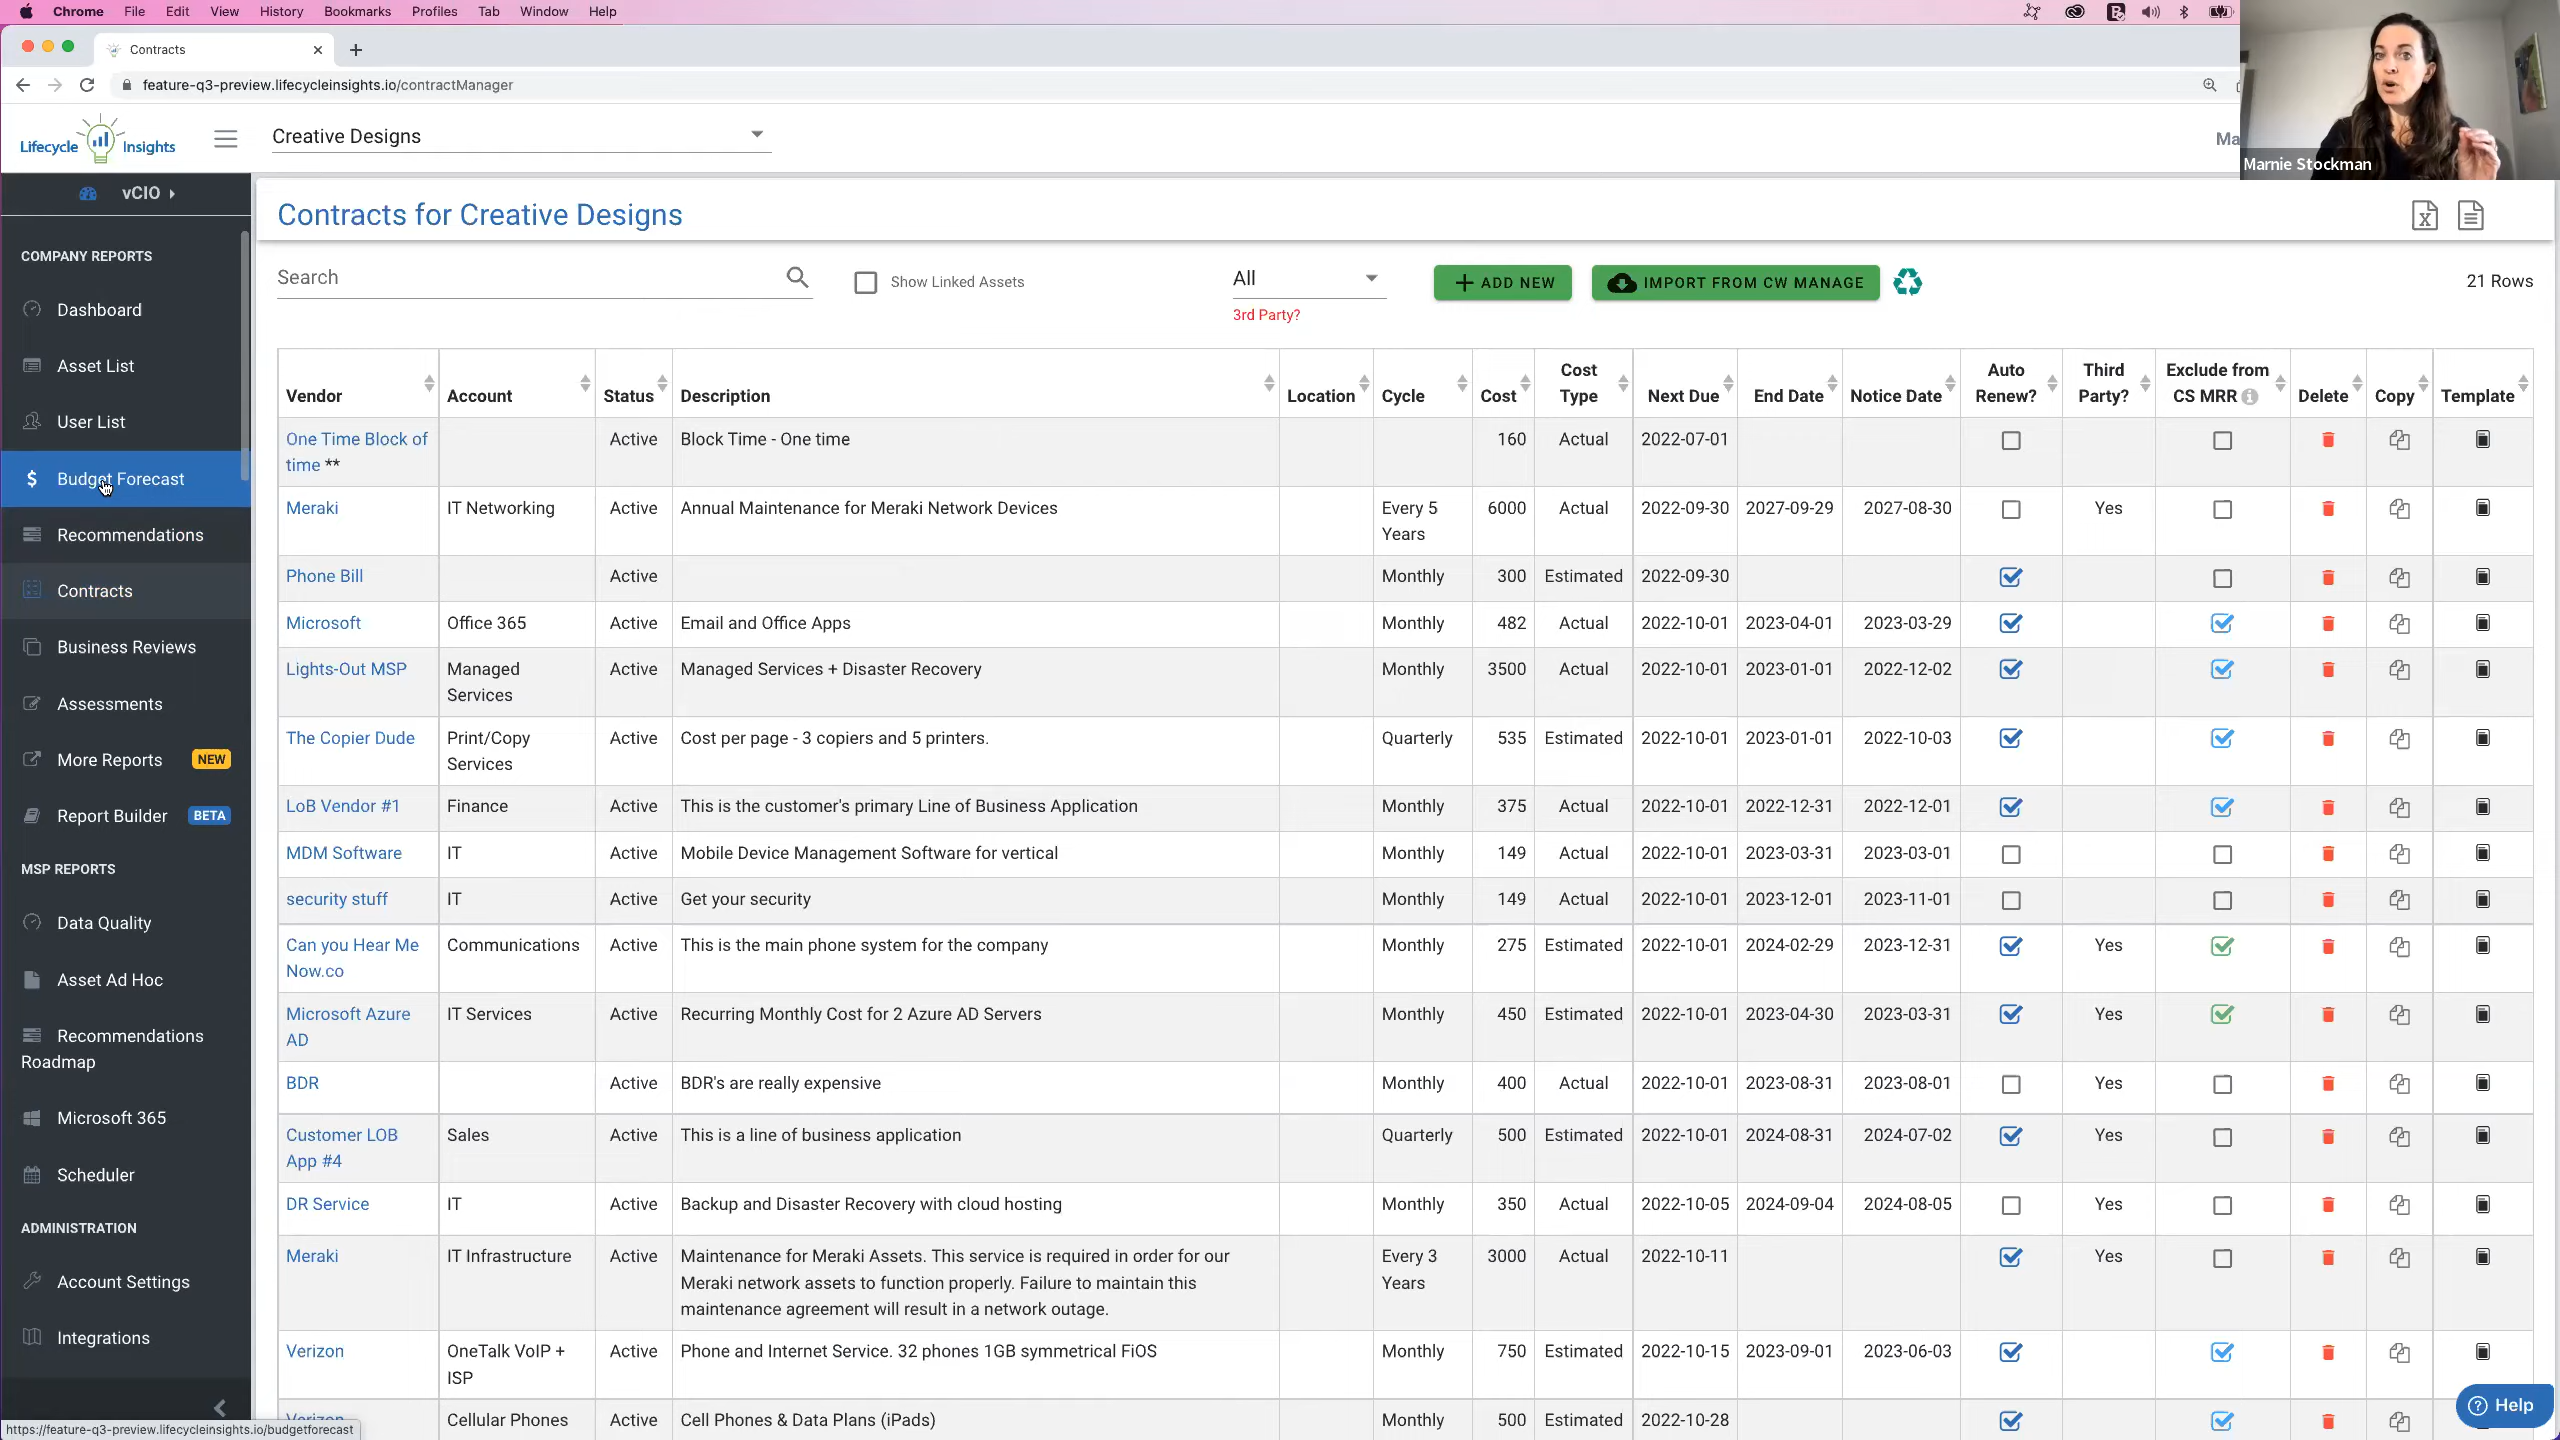 Chrome File Edit View History Bookmarks Profiles Tab Window Help
Contracts
feature-q3-preview.lifecycleinsights.io/contractManager
Lifecycle Insights
Creative Designs
Marnie Stockman
vCIO
Contracts for Creative Designs
COMPANY REPORTS
Dashboard
Asset List
User List
Budget Forecast
Recommendations
Contracts
Business Reviews
Assessments
More Reports NEW
Report Builder BETA
MSP REPORTS
Data Quality
Asset Ad Hoc
Recommendations
Roadmap
Microsoft 365
Scheduler
ADMINISTRATION
Account Settings
Integrations
https://feature-q3-preview.lifecycleinsights.io/budgetforecast
Search
Show Linked Assets
All
3rd Party?
ADD NEW
IMPORT FROM CW MANAGE
21 Rows
Vendor Account Status Description Location Cycle Cost Cost Type Next Due End Date Notice Date Auto Renew? Third Party? Exclude from CS MRR Delete Copy Template
One Time Block of time ** Active Block Time - One time 160 Actual 2022-07-01
Meraki IT Networking Active Annual Maintenance for Meraki Network Devices Every 5 Years 6000 Actual 2022-09-30 2027-09-29 2027-08-30 Yes
Phone Bill Active Monthly 300 Estimated 2022-09-30
Microsoft Office 365 Active Email and Office Apps Monthly 482 Actual 2022-10-01 2023-04-01 2023-03-29
Lights-Out MSP Managed Services Active Managed Services + Disaster Recovery Monthly 3500 Actual 2022-10-01 2023-01-01 2022-12-02
The Copier Dude Print/Copy Services Active Cost per page - 3 copiers and 5 printers. Quarterly 535 Estimated 2022-10-01 2023-01-01 2022-10-03
LoB Vendor #1 Finance Active This is the customer's primary Line of Business Application Monthly 375 Actual 2022-10-01 2022-12-31 2022-12-01
MDM Software IT Active Mobile Device Management Software for vertical Monthly 149 Actual 2022-10-01 2023-03-31 2023-03-01
security stuff IT Active Get your security Monthly 149 Actual 2022-10-01 2023-12-01 2023-11-01
Can you Hear Me Now.co Communications Active This is the main phone system for the company Monthly 275 Estimated 2022-10-01 2024-02-29 2023-12-31 Yes
Microsoft Azure AD IT Services Active Recurring Monthly Cost for 2 Azure AD Servers Monthly 450 Estimated 2022-10-01 2023-04-30 2023-03-31 Yes
BDR Active BDR's are really expensive Monthly 400 Actual 2022-10-01 2023-08-31 2023-08-01 Yes
Customer LOB App #4 Sales Active This is a line of business application Quarterly 500 Estimated 2022-10-01 2024-08-31 2024-07-02 Yes
DR Service IT Active Backup and Disaster Recovery with cloud hosting Monthly 350 Actual 2022-10-05 2024-09-04 2024-08-05 Yes
Meraki IT Infrastructure Active Maintenance for Meraki Assets. This service is required in order for our Meraki network assets to function properly. Failure to maintain this maintenance agreement will result in a network outage. Every 3 Years 3000 Actual 2022-10-11 Yes
Verizon OneTalk VoIP + ISP Active Phone and Internet Service. 32 phones 1GB symmetrical FiOS Monthly 750 Estimated 2022-10-15 2023-09-01 2023-06-03
Verizon Cellular Phones Active Cell Phones & Data Plans (iPads) Monthly 500 Estimated 2022-10-28
Help